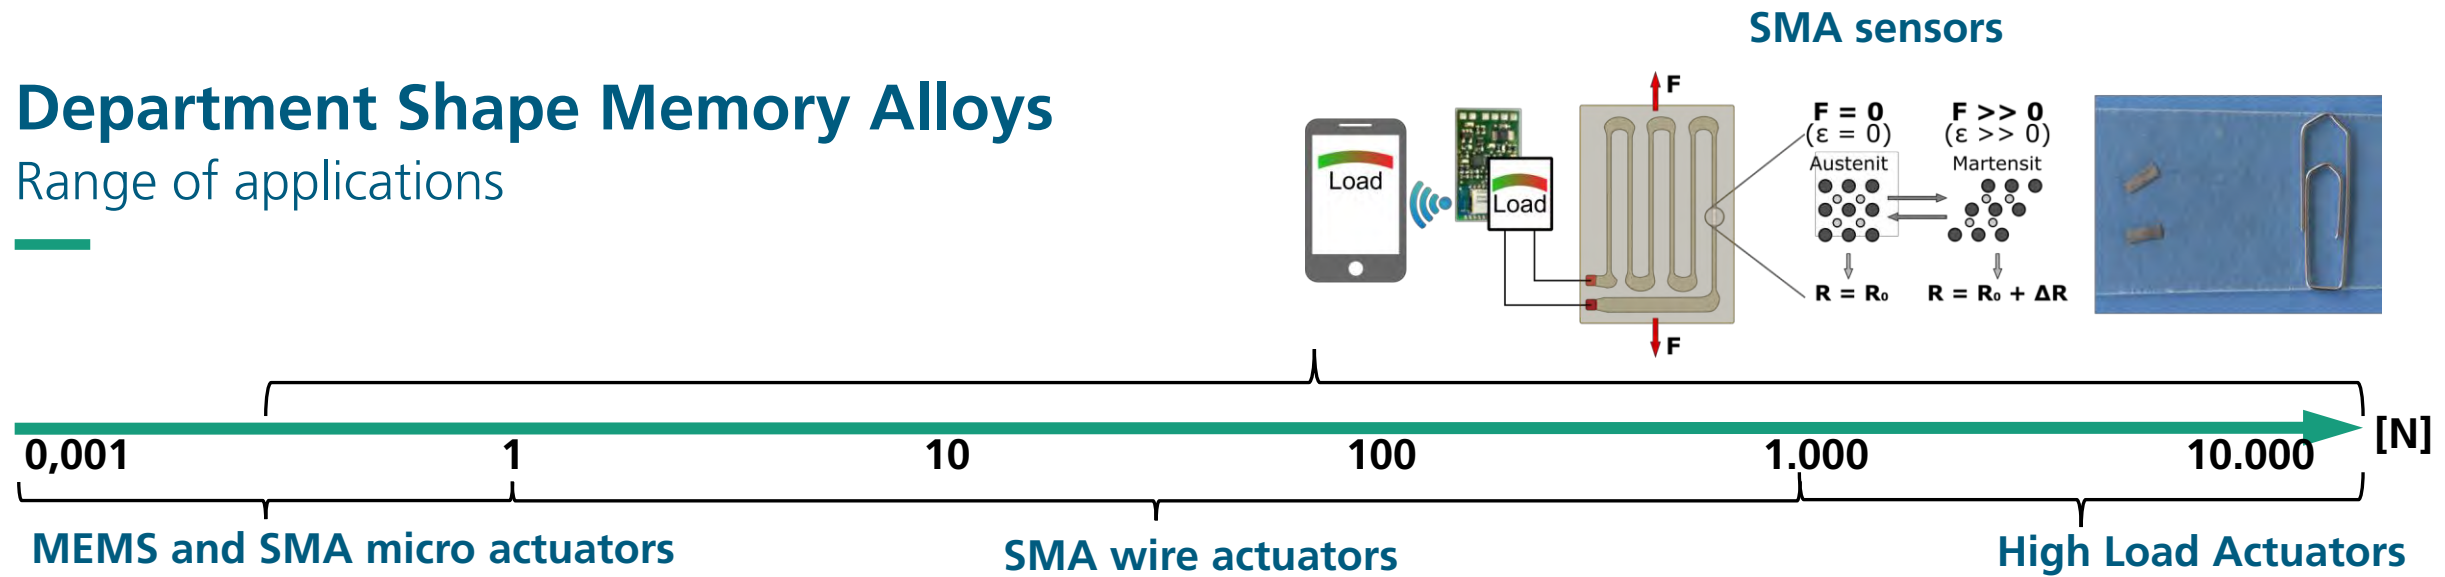 SMA sensors
Department Shape Memory Alloys
Range of applications
F
Load
Load
F = 0
(ε = 0)
F >> 0
(ε >> 0)
Austenit
Martensit
R = R₀
R = R₀ + ΔR
F
[N]
0,001
1
10
100
1.000
10.000
MEMS and SMA micro actuators
SMA wire actuators
High Load Actuators